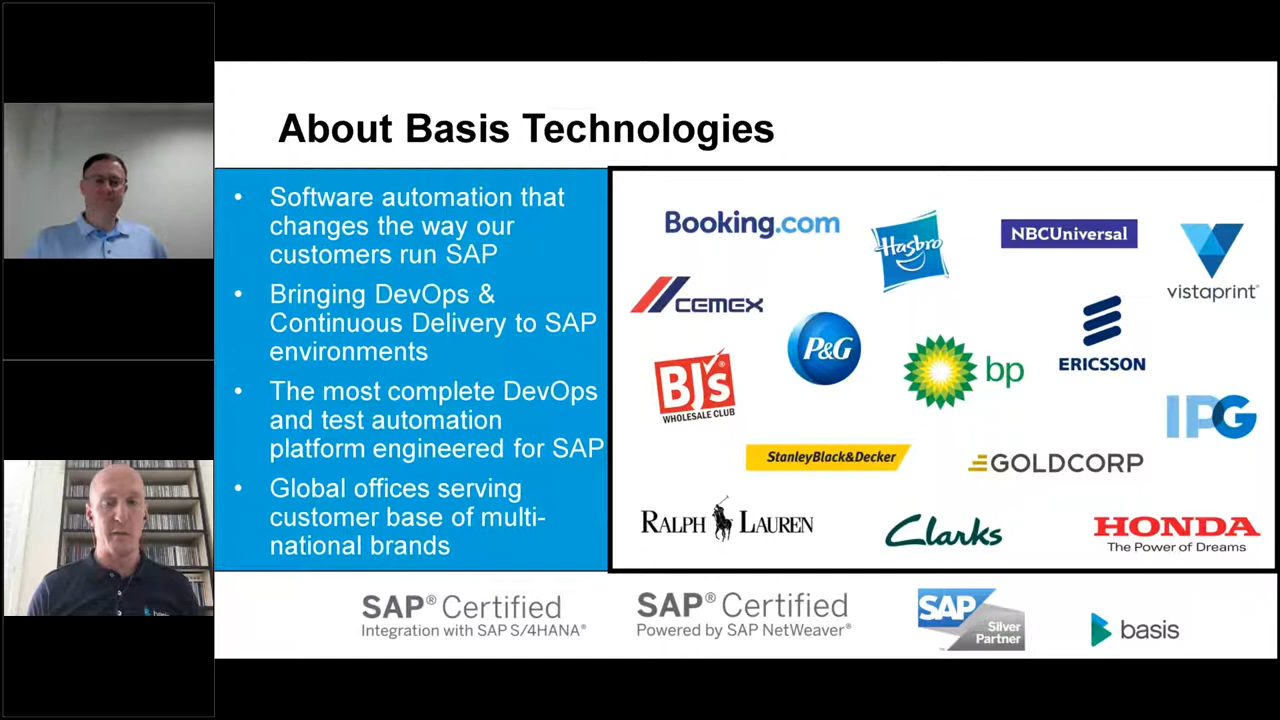 About Basis Technologies
• Software automation that
changes the way our
customers run SAP
• Bringing DevOps &
Continuous Delivery to SAP
environments
• The most complete DevOps
and test automation
platform engineered for SAP
• Global offices serving
customer base of multi-
national brands
Booking.com
Hasbro
NBCUniversal
vistaprint®
CEMEX
P&G
bp
ERICSSON
BJ's®
WHOLESALE CLUB
IPG
StanleyBlack&Decker
GOLDCORP
RALPH LAUREN
Clarks
HONDA
The Power of Dreams
SAP® Certified
Integration with SAP S/4HANA®
SAP® Certified
Powered by SAP NetWeaver®
SAP
Silver
Partner
basis